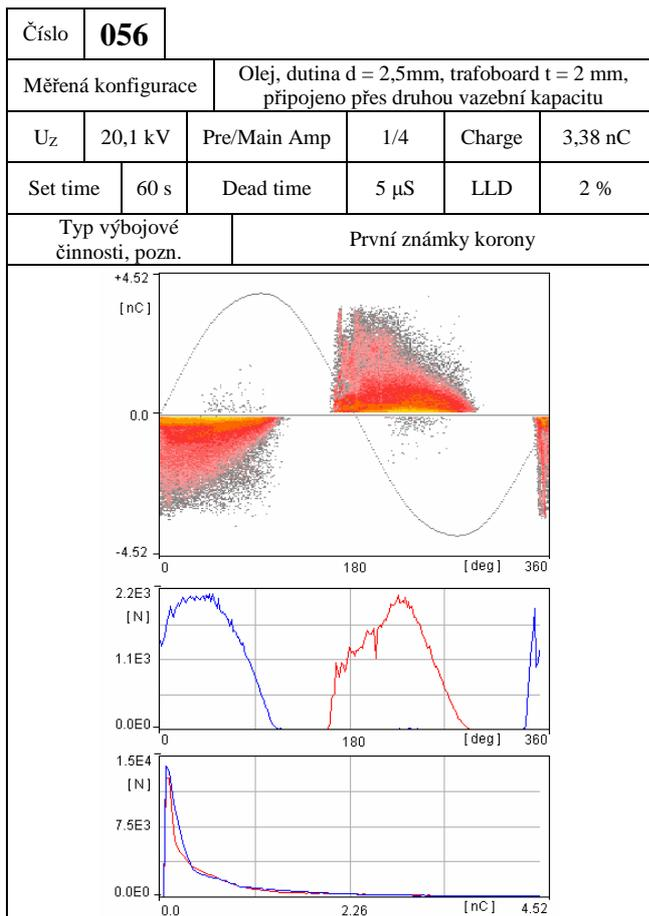 Číslo 056
Měřená konfigurace Olej, dutina d = 2,5mm, trafoboard t = 2 mm,
připojeno přes druhou vazební kapacitu
UZ 20,1 kV Pre/Main Amp 1/4 Charge 3,38 nC
Set time 60 s Dead time 5 μS LLD 2 %
Typ výbojové
činnosti, pozn.
První známky korony
+4.52
[nC]
0.0
-4.52
0 180 [deg] 360
2.2E3
[N]
1.1E3
0.0E0
0 180 [deg] 360
1.5E4
[N]
7.5E3
0.0E0
0.0 2.26 [nC] 4.52